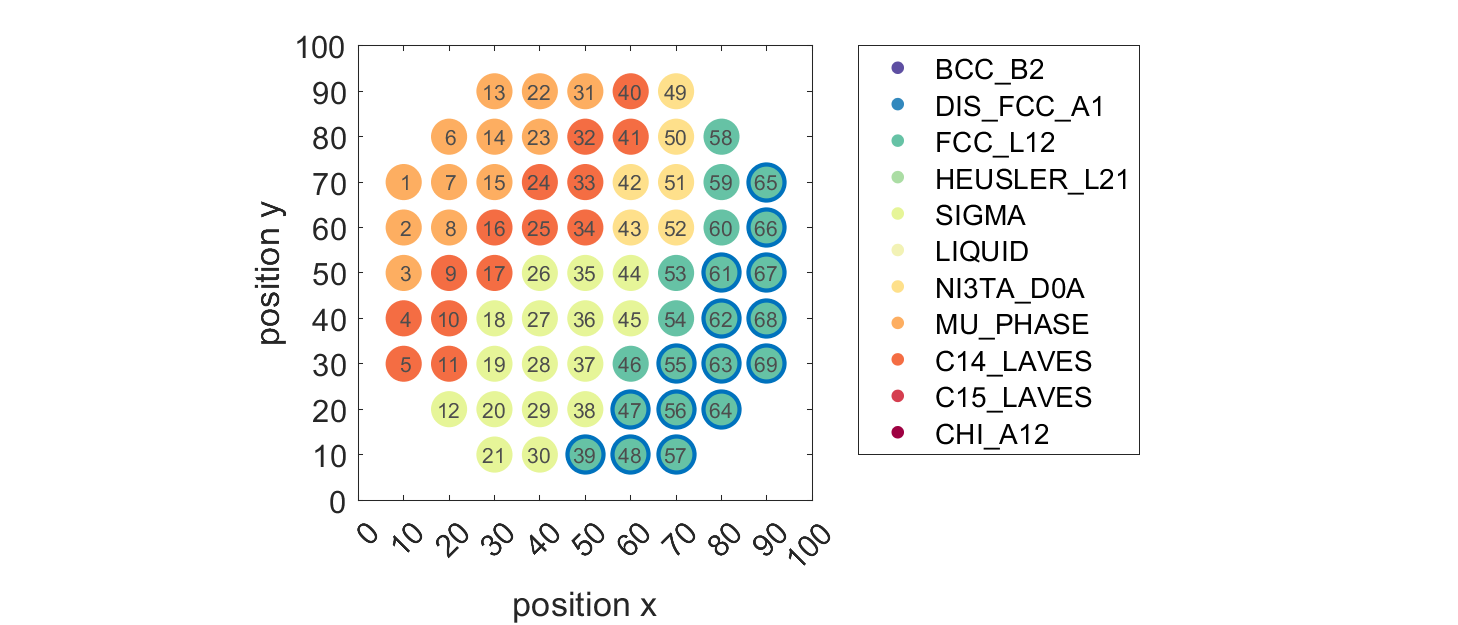 100
90
80
70
60
50
40
30
20
10
0
13 22 31 40 49
6 14 23 32 41 50 58
1 7 15 24 33 42 51 59 65
2 8 16 25 34 43 52 60 66
3 9 17 26 35 44 53 61 67
4 10 18 27 36 45 54 62 68
5 11 19 28 37 46 55 63 69
12 20 29 38 47 56 64
21 30 39 48 57
0 10 20 30 40 50 60 70 80 90 100
position x
position y
BCC_B2
DIS_FCC_A1
FCC_L12
HEUSLER_L21
SIGMA
LIQUID
NI3TA_D0A
MU_PHASE
C14_LAVES
C15_LAVES
CHI_A12